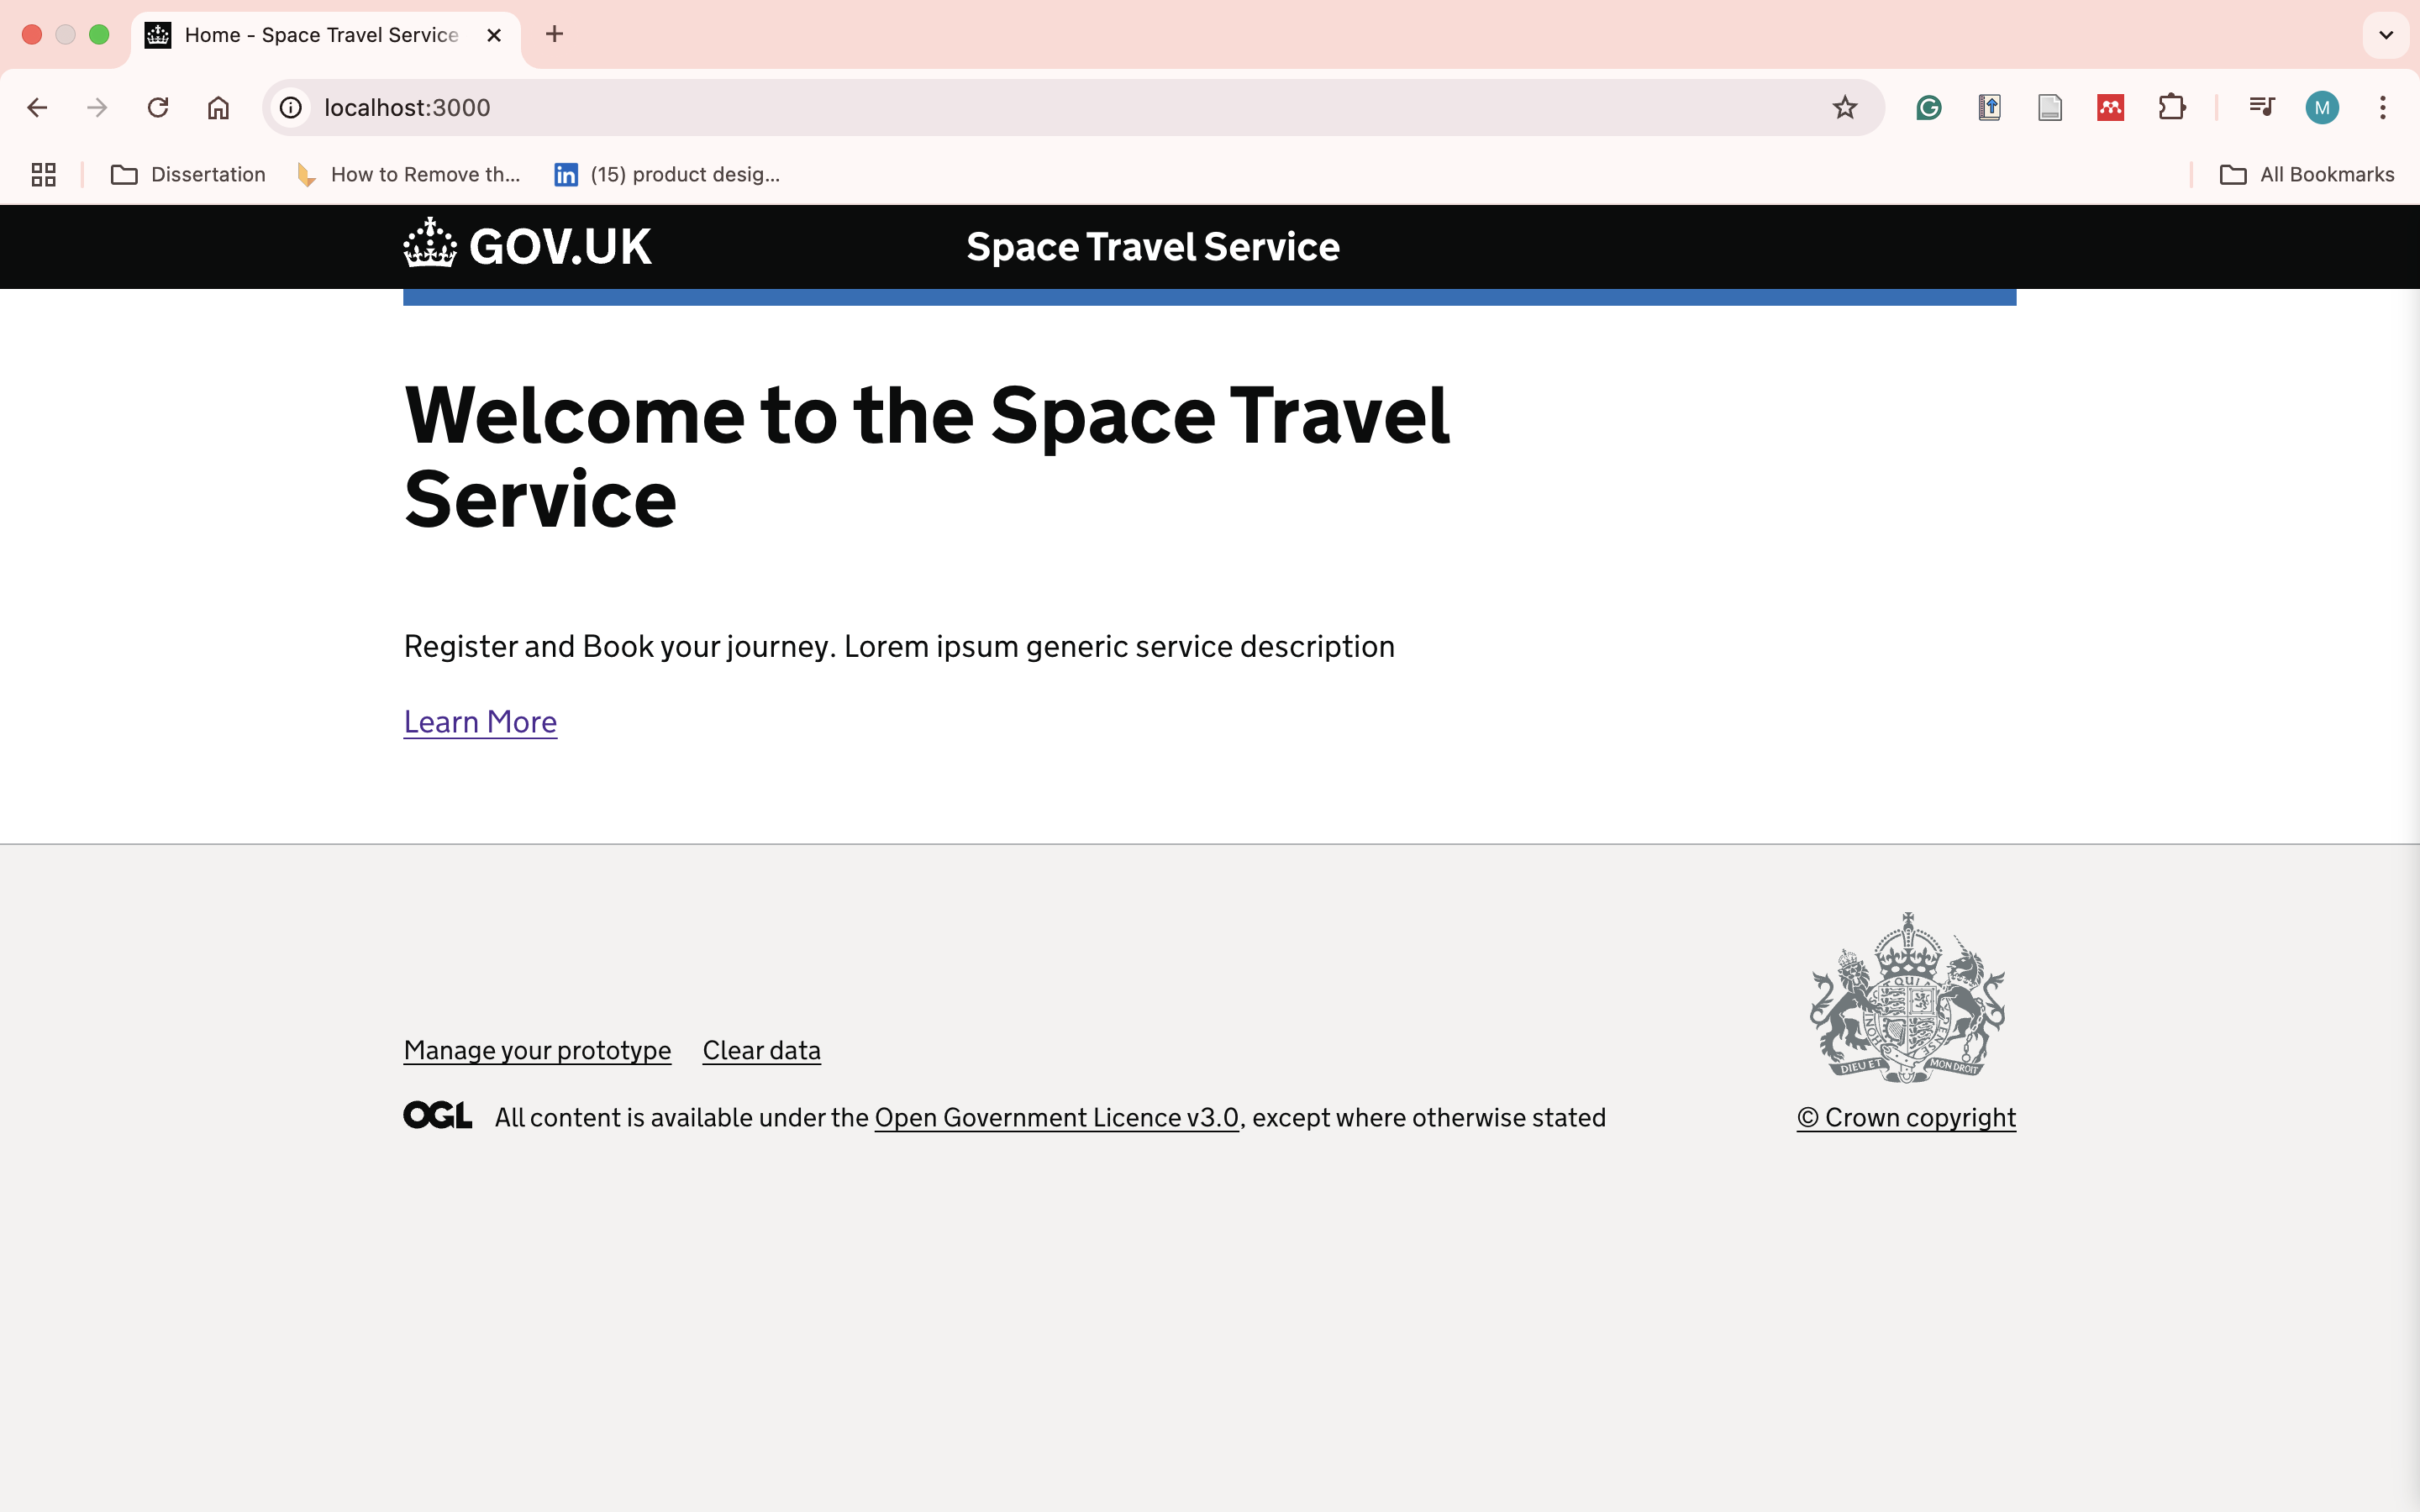 Home - Space Travel Service
localhost:3000
M
Dissertation
How to Remove th...
in
(15) product desig...
All Bookmarks
GOV.UK
Space Travel Service
Welcome to the Space Travel
Service
Register and Book your journey. Lorem ipsum generic service description
Learn More
Manage your prototype
Clear data
DIEU ET
MON DROIT
OGL
All content is available under the Open Government Licence v3.0, except where otherwise stated
© Crown copyright